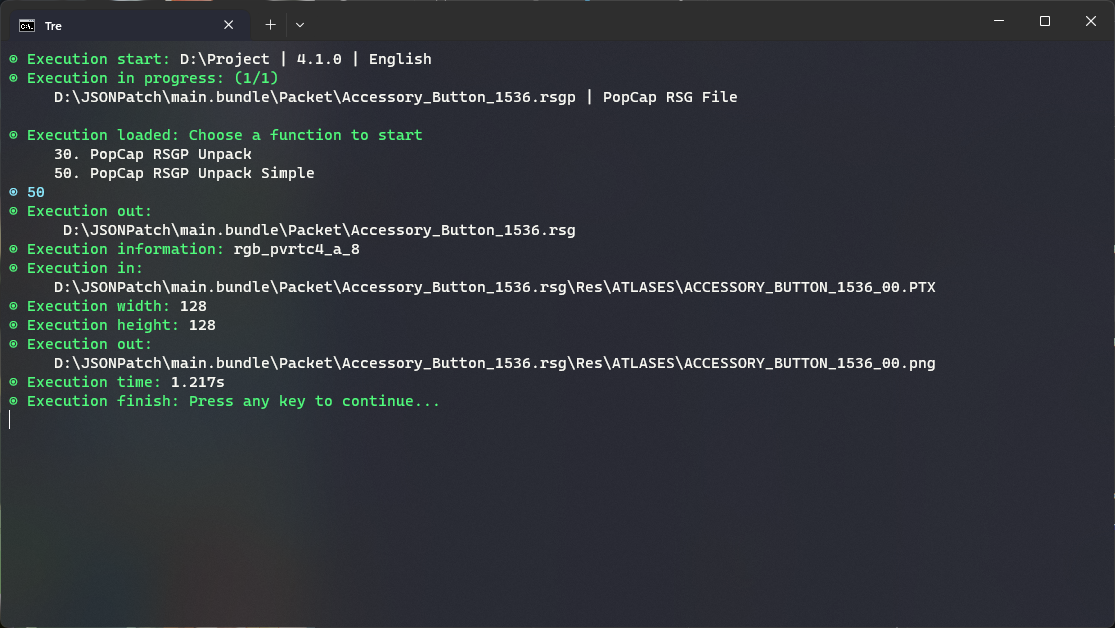 Tre
Execution start: D:\Project | 4.1.0 | English
Execution in progress: (1/1)
D:\JSONPatch\main.bundle\Packet\Accessory_Button_1536.rsgp | PopCap RSG File
Execution loaded: Choose a function to start
30. PopCap RSGP Unpack
50. PopCap RSGP Unpack Simple
50
Execution out:
D:\JSONPatch\main.bundle\Packet\Accessory_Button_1536.rsg
Execution information: rgb_pvrtc4_a_8
Execution in:
D:\JSONPatch\main.bundle\Packet\Accessory_Button_1536.rsg\Res\ATLASES\ACCESSORY_BUTTON_1536_00.PTX
Execution width: 128
Execution height: 128
Execution out:
D:\JSONPatch\main.bundle\Packet\Accessory_Button_1536.rsg\Res\ATLASES\ACCESSORY_BUTTON_1536_00.png
Execution time: 1.217s
Execution finish: Press any key to continue...